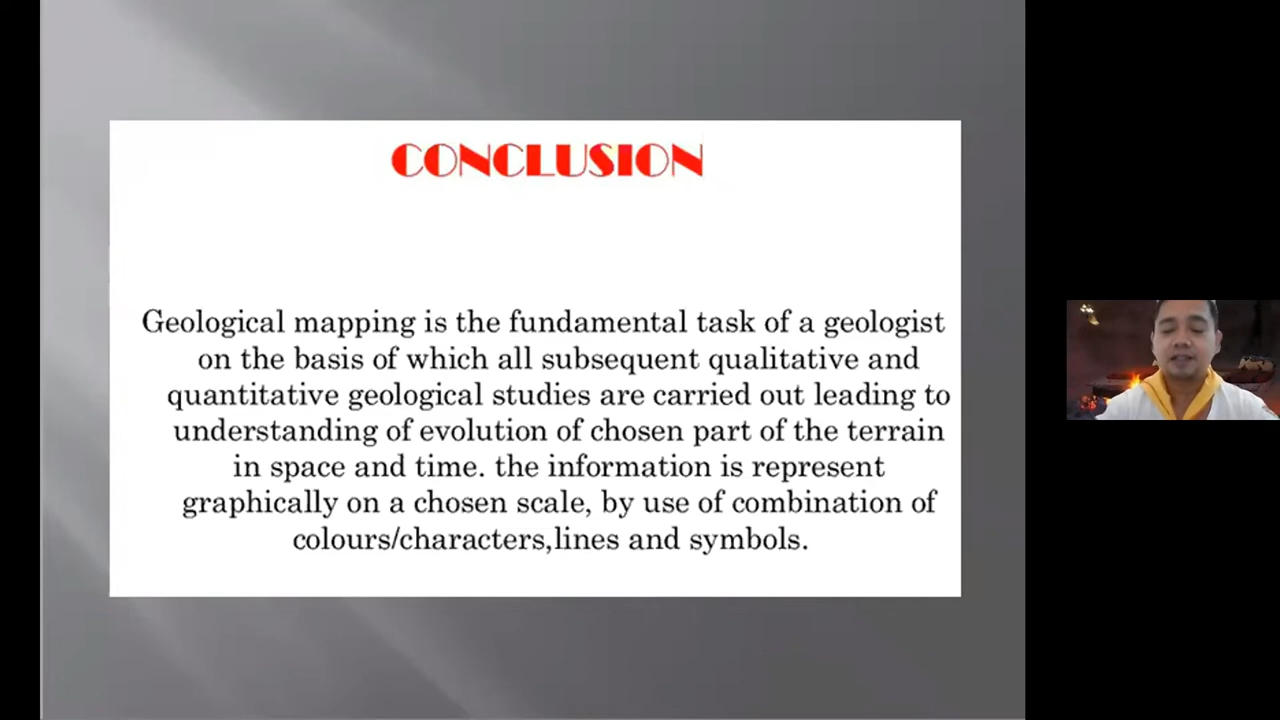 CONCLUSION
Geological mapping is the fundamental task of a geologist
on the basis of which all subsequent qualitative and
quantitative geological studies are carried out leading to
understanding of evolution of chosen part of the terrain
in space and time. the information is represent
graphically on a chosen scale, by use of combination of
colours/characters,lines and symbols.